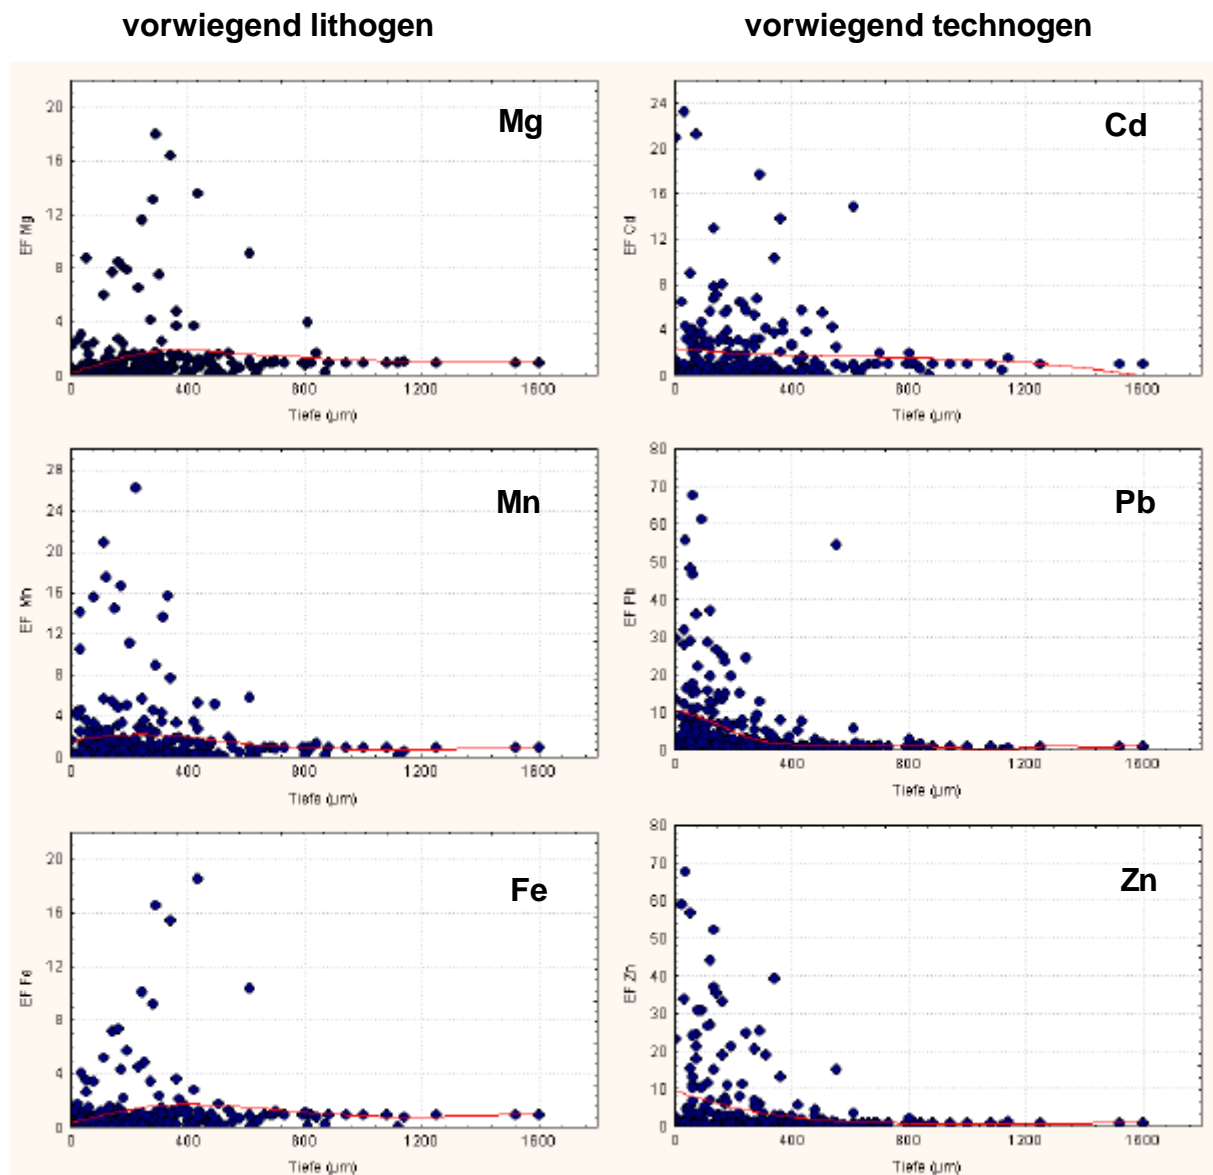 vorwiegend lithogen
vorwiegend technogen
Mg
EF Mg
20
16
12
8
4
0
0 400 800 1200 1600
Tiefe (µm)
Cd
EF Cd
24
20
16
12
8
4
0
0 400 800 1200 1600
Tiefe (µm)
Mn
EF Mn
28
24
20
16
12
8
4
0
0 400 800 1200 1600
Tiefe (µm)
Pb
EF Pb
80
70
60
50
40
30
20
10
0
0 400 800 1200 1600
Tiefe (µm)
Fe
EF Fe
20
16
12
8
4
0
0 400 800 1200 1600
Tiefe (µm)
Zn
EF Zn
80
70
60
50
40
30
20
10
0
0 400 800 1200 1600
Tiefe (µm)